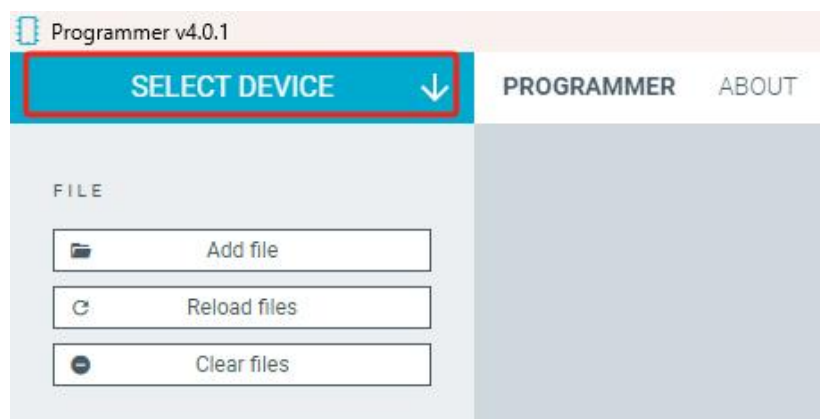 Programmer v4.0.1
SELECT DEVICE
PROGRAMMER ABOUT
FILE
Add file
Reload files
Clear files